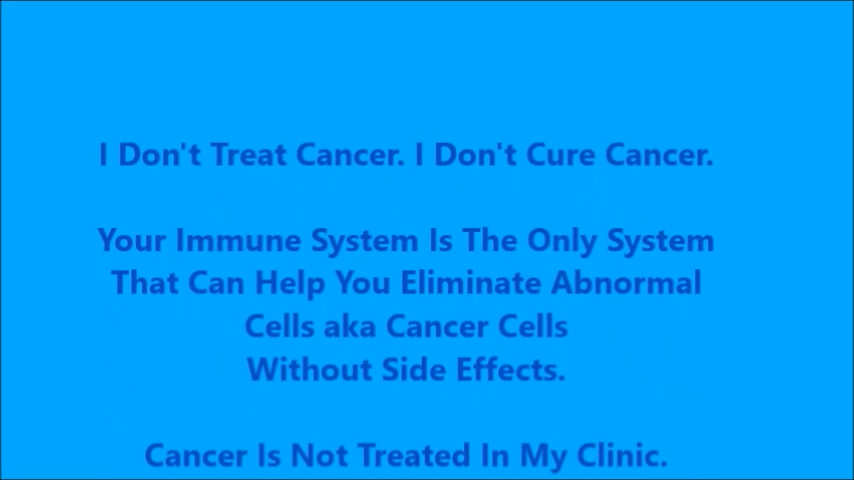 I Don't Treat Cancer. I Don't Cure Cancer.
Your Immune System Is The Only System
That Can Help You Eliminate Abnormal
Cells aka Cancer Cells
Without Side Effects.
Cancer Is Not Treated In My Clinic.